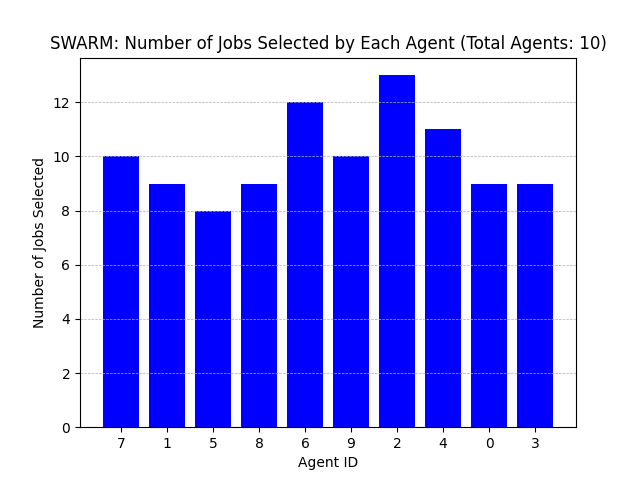 SWARM: Number of Jobs Selected by Each Agent (Total Agents: 10)
12
10
8
6
4
2
0
Number of Jobs Selected
7 1 5 8 6 9 2 4 0 3
Agent ID